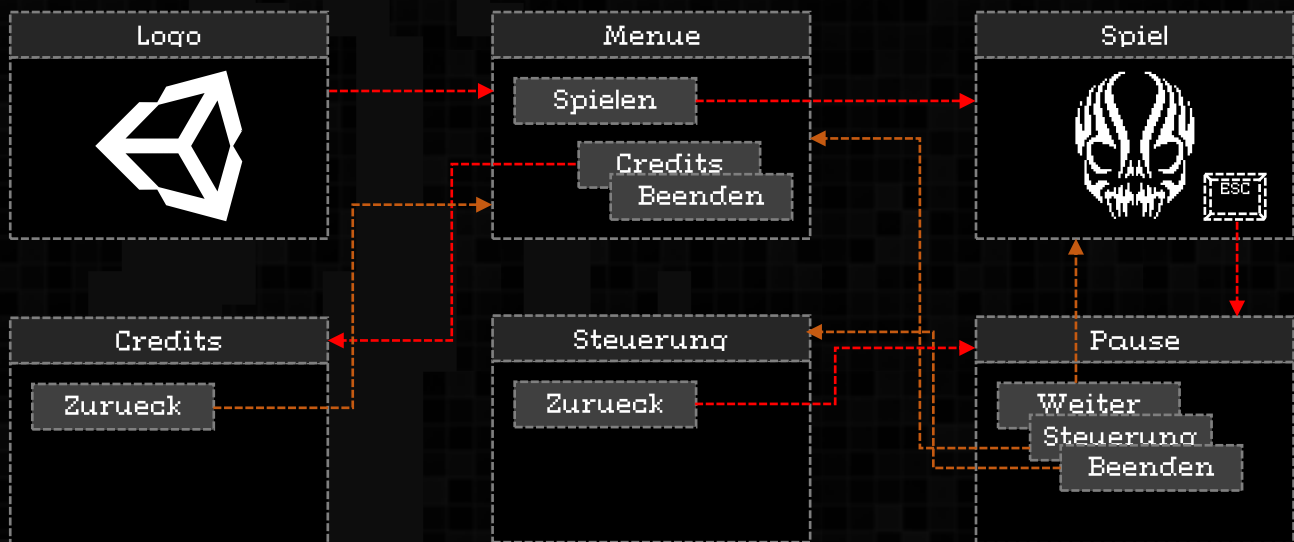 Logo
Menue
Spiel
Spielen
Credits
Beenden
ESC
Credits
Steuerung
Pause
Zurueck
Zurueck
Weiter
Steuerung
Beenden